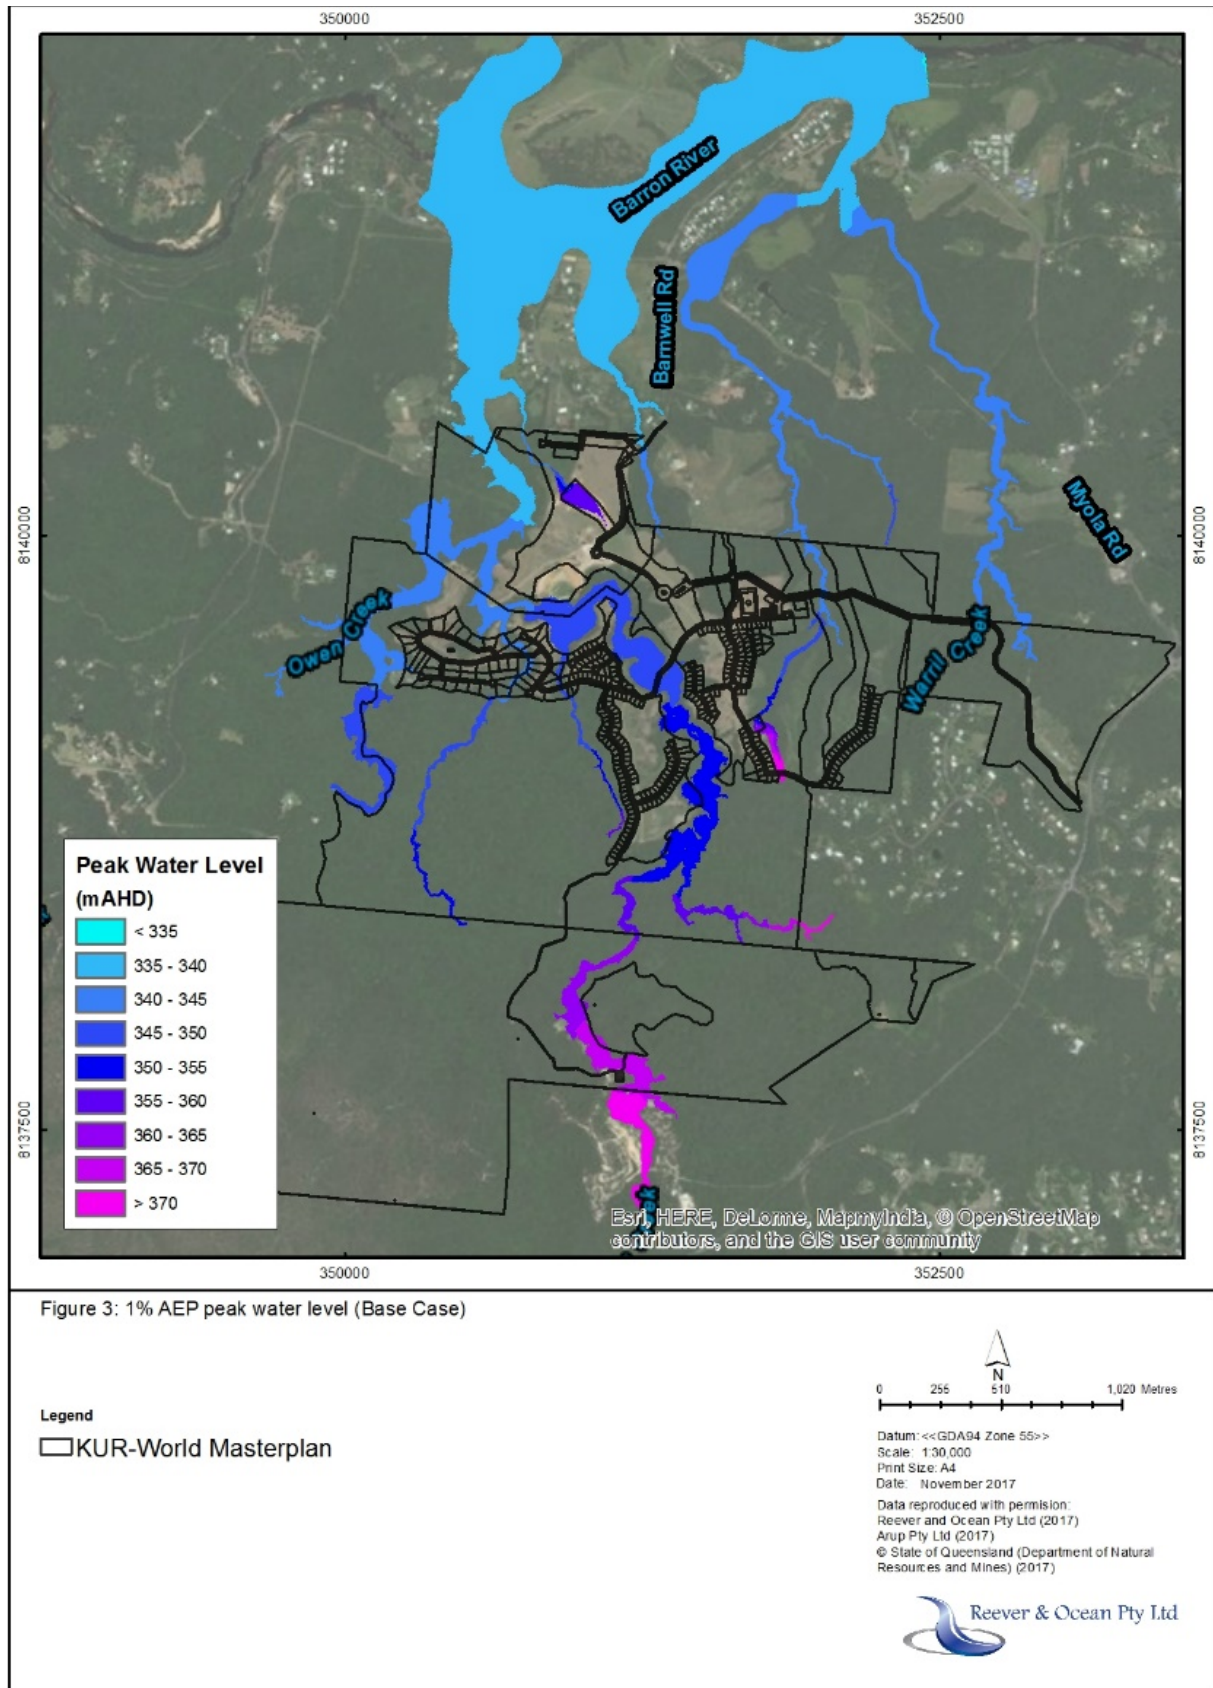 350000
352500
Barron River
Barnwell Rd
8140000
8140000
Myola Rd
Owen Creek
Warrill Creek
Peak Water Level
(mAHD)
< 335
335 - 340
340 - 345
345 - 350
350 - 355
355 - 360
360 - 365
365 - 370
> 370
8137500
8137500
Creek
Esri, HERE, DeLorme, MapmyIndia, © OpenStreetMap
contributors, and the GIS user community
350000
352500
Figure 3: 1% AEP peak water level (Base Case)
N
0 255 510 1,020 Metres
Legend
KUR-World Masterplan
Datum: <<GDA94 Zone 55>>
Scale: 1:30,000
Print Size: A4
Date: November 2017
Data reproduced with permision:
Reever and Ocean Pty Ltd (2017)
Arup Pty Ltd (2017)
© State of Queensland (Department of Natural
Resources and Mines) (2017)
Reever & Ocean Pty Ltd